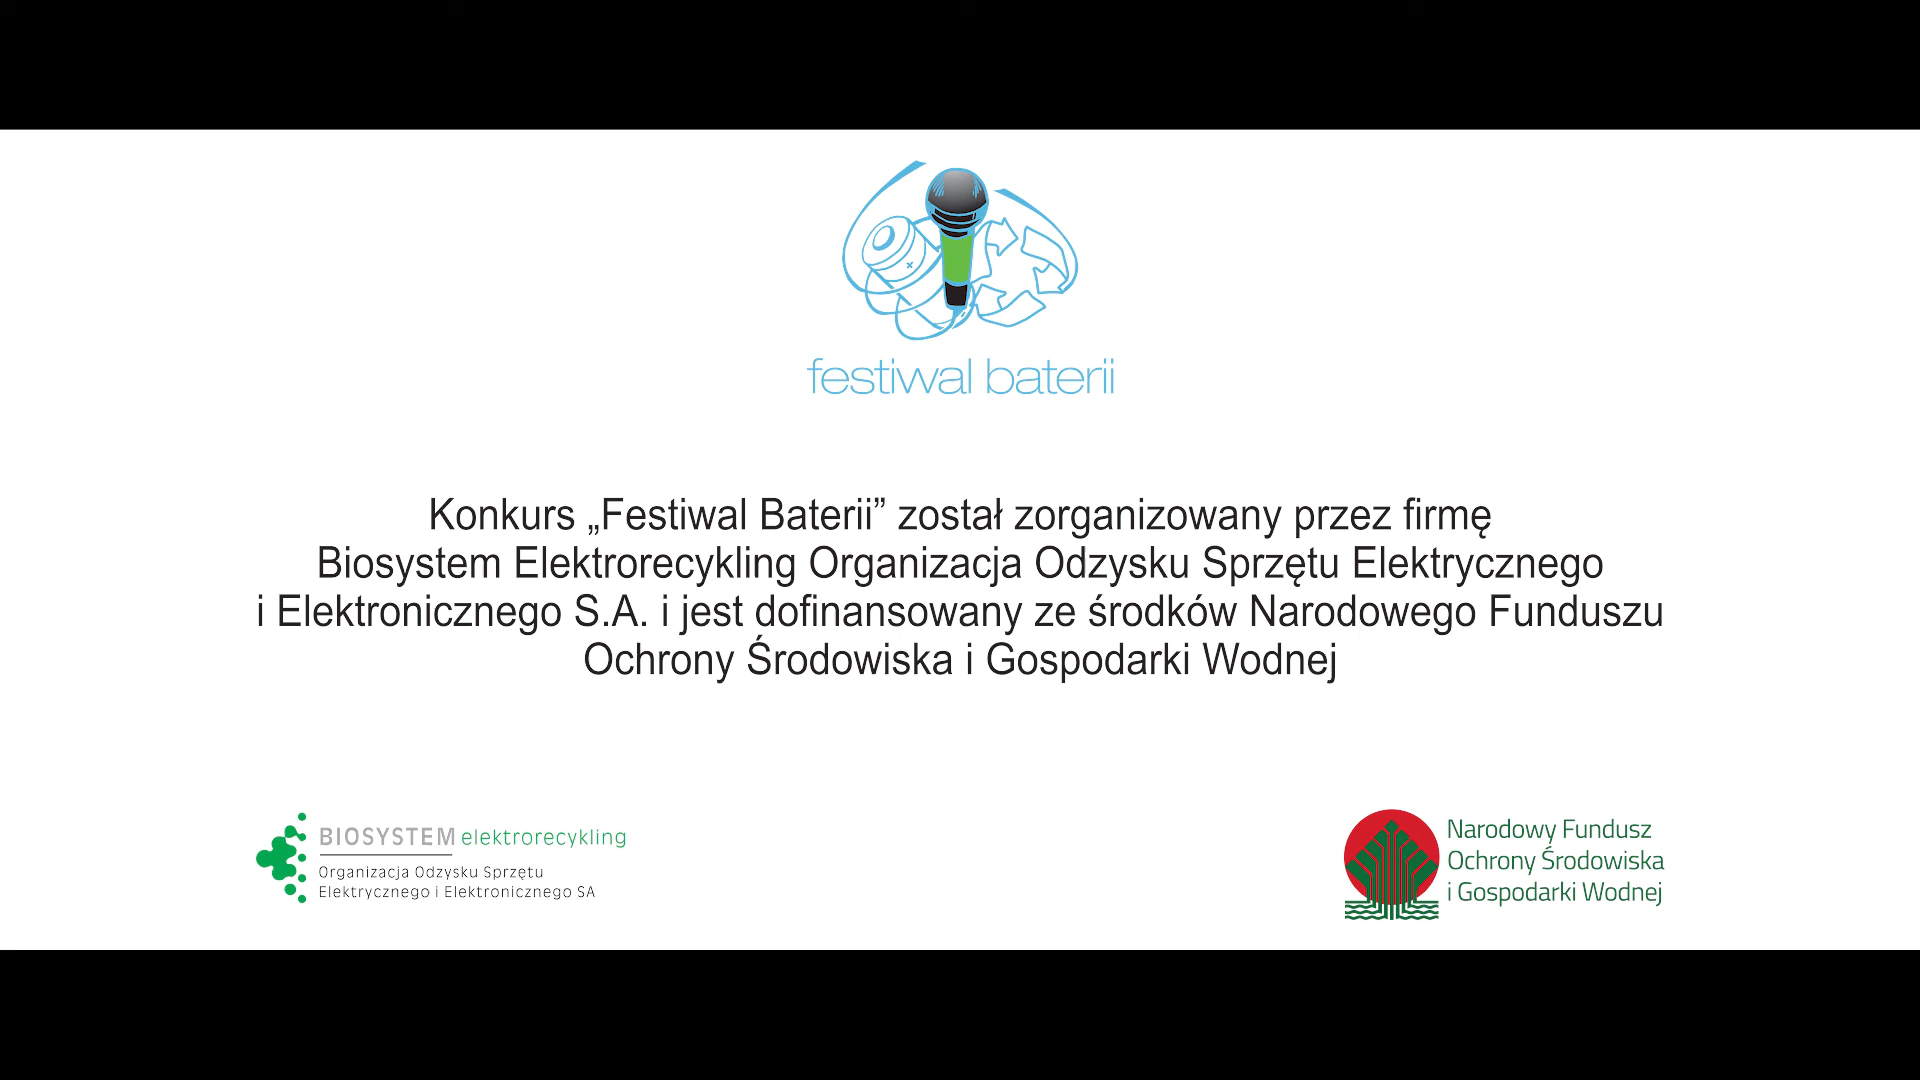 festiwal baterii
Konkurs „Festiwal Baterii” został zorganizowany przez firmę
Biosystem Elektrorecykling Organizacja Odzysku Sprzętu Elektrycznego
i Elektronicznego S.A. i jest dofinansowany ze środków Narodowego Funduszu
Ochrony Środowiska i Gospodarki Wodnej
BIOSYSTEM elektrorecykling
Organizacja Odzysku Sprzętu
Elektrycznego i Elektronicznego SA
Narodowy Fundusz
Ochrony Środowiska
i Gospodarki Wodnej